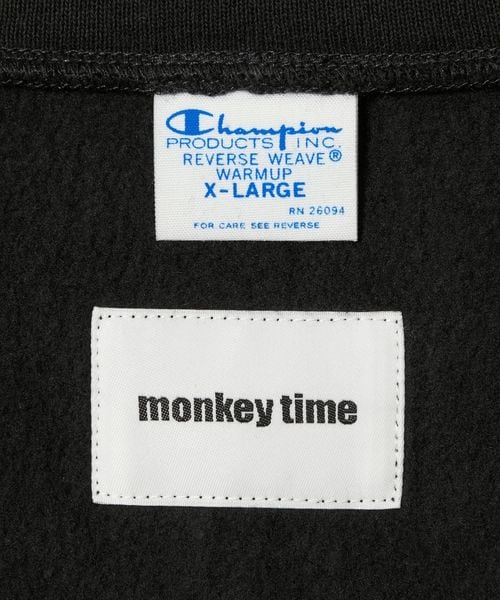 Champion
PRODUCTS INC.
REVERSE WEAVE®
WARMUP
X-LARGE
RN 26094
FOR CARE SEE REVERSE
monkey time